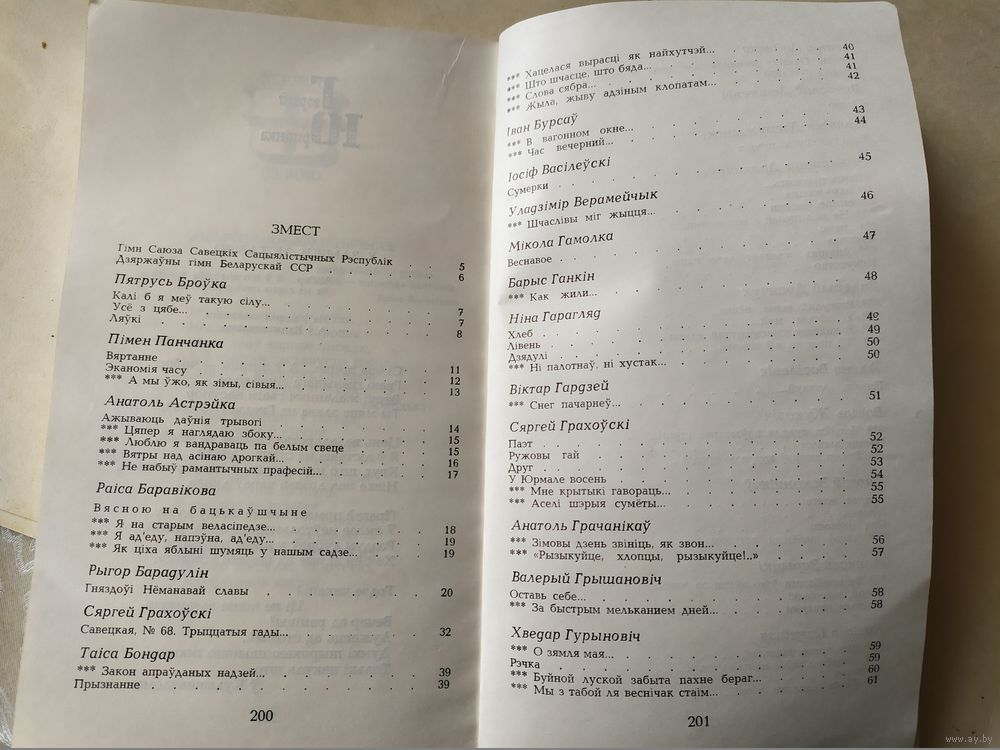 ЗМЕСТ
Гімн Саюза Савецкіх Сацыялістычных Рэспублік . . 5
Дзяржаўны гімн Беларускай ССР . . . . . 6
Пятрусь Броўка
Калі б я меў такую сілу... . . . . . . 7
Усё з цябе... . . . . . . . . 7
Ляўкі . . . . . . . . . 8
Пімен Панчанка
Вяртанне . . . . . . . . 11
Эканомія часу . . . . . . . . 12
*** А мы ўжо, як зімы, сівыя... . . . . . 13
Анатоль Астрэйка
Ажываюць даўнія трывогі . . . . . . 14
*** Цяпер я наглядаю збоку... . . . . . 15
*** Люблю я вандраваць па белым свеце . . . 15
*** Вятры над асінаю дрогкай... . . . . . 16
*** Не набыў рамантычных прафесій... . . . . 17
Раіса Баравікова
Вясною на бацькаўшчыне
*** Я на старым веласіпедзе... . . . . . 18
*** Я ад'еду, напэўна, ад'еду... . . . . . 19
*** Як ціха яблыні шумяць у нашым садзе... . . . 19
Рыгор Барадулін
Гняздоўі Нёманавай славы . . . . . . 20
Сяргей Грахоўскі
Савецкая, № 68. Трыццатыя гады... . . . . 32
Таіса Бондар
*** Закон апраўданых надзей... . . . . . 39
Прызнанне . . . . . . . . 39
200
*** Хацелася вырасці як найхутчэй... . . . . 40
*** Што шчасце, што бяда... . . . . . 41
*** Слова сябра... . . . . . . . 41
*** Жыла, жыву адзіным клопатам... . . . . 42
Іван Бурсаў
*** В вагонном окне... . . . . . . 43
*** Час вечерний... . . . . . . . 44
Іосіф Васілеўскі
Сумерки . . . . . . . . . 45
Уладзімір Верамейчык
*** Шчаслівы міг жыцця... . . . . . . 46
Мікола Гамолка
Веснавое . . . . . . . . . 47
Барыс Ганкін
*** Как жили... . . . . . . . 48
Ніна Гарагляд
Хлеб . . . . . . . . . 49
Лівень . . . . . . . . . 49
Дзядулі . . . . . . . . . 50
*** Ні палотнаў, ні хустак... . . . . . . 50
Віктар Гардзей
*** Снег пачарнеў... . . . . . . . 51
Сяргей Грахоўскі
Паэт . . . . . . . . . 52
Ружовы гай . . . . . . . . 52
Друг . . . . . . . . . 53
У Юрмале восень . . . . . . . 54
*** Мне крытыкі гавораць... . . . . . . 55
*** Аселі шэрыя сумёты... . . . . . . 55
Анатоль Грачанікаў
*** Зімовы дзень звініць, як звон... . . . . . 56
*** «Рызыкуйце, хлопцы, рызыкуйце!..» . . . . 57
Валерый Грышановіч
Оставь себе... . . . . . . . . 58
*** За быстрым мельканием дней... . . . . 58
Хведар Гурыновіч
*** О зямля мая... . . . . . . . 59
Рэчка . . . . . . . . . 59
*** Буйной луской забыта пахне бераг... . . . . 60
*** Мы з табой ля веснічак стаім... . . . . 61
201
www.ay.by